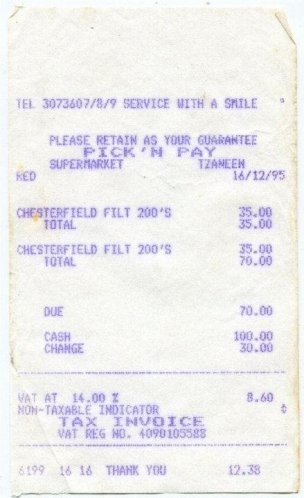 TEL 3073607/8/9 SERVICE WITH A SMILE
PLEASE RETAIN AS YOUR GUARANTEE
PICK'N PAY
SUPERMARKET TZANEEN
RED 16/12/95
CHESTERFIELD FILT 200'S 35.00
TOTAL 35.00
CHESTERFIELD FILT 200'S 35.00
TOTAL 70.00
DUE 70.00
CASH 100.00
CHANGE 30.00
VAT AT 14.00 % 8.60
NON-TAXABLE INDICATOR
TAX INVOICE
VAT REG NO. 4090105588
6199 16 16 THANK YOU 12.38